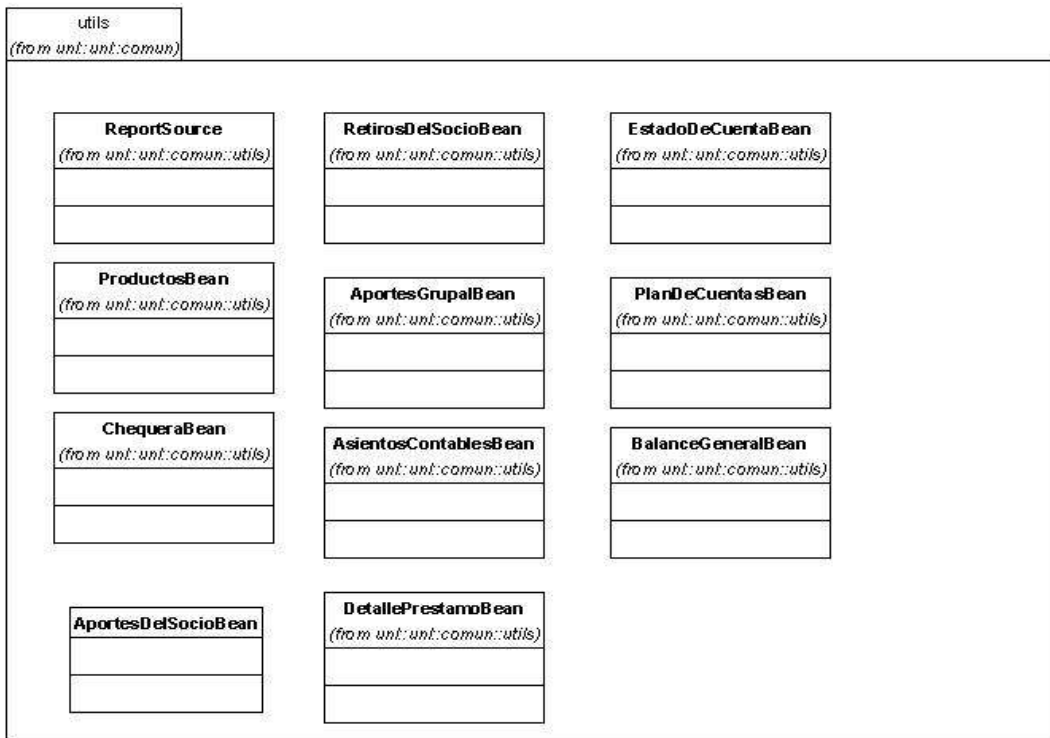 utils
(from unt::unt::comun)
ReportSource
(from unt::unt::comun::utils)
RetirosDelSocioBean
(from unt::unt::comun::utils)
EstadoDeCuentaBean
(from unt::unt::comun::utils)
ProductosBean
(from unt::unt::comun::utils)
AportesGrupalBean
(from unt::unt::comun::utils)
PlanDeCuentasBean
(from unt::unt::comun::utils)
ChequeraBean
(from unt::unt::comun::utils)
AsientosContablesBean
(from unt::unt::comun::utils)
BalanceGeneralBean
(from unt::unt::comun::utils)
AportesDelSocioBean
DetallePrestamoBean
(from unt::unt::comun::utils)